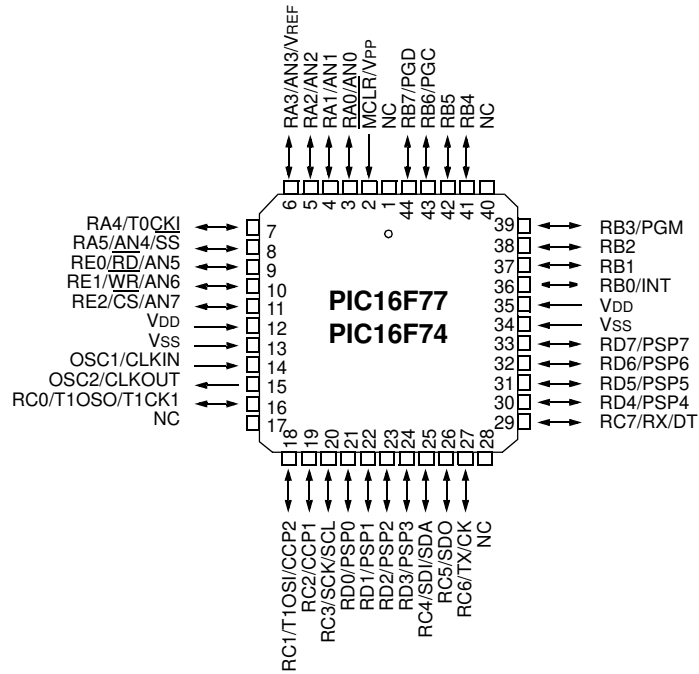 RA3/AN3/VREF
RA2/AN2
RA1/AN1
RA0/AN0
MCLR/VPP
NC
RB7/PGD
RB6/PGC
RB5
RB4
NC
6
5
4
3
2
1
44
43
42
41
40
RA4/T0CKI
RA5/AN4/SS
RE0/RD/AN5
RE1/WR/AN6
RE2/CS/AN7
VDD
VSS
OSC1/CLKIN
OSC2/CLKOUT
RC0/T1OSO/T1CK1
NC
7
8
9
10
11
12
13
14
15
16
17
PIC16F77
PIC16F74
39
38
37
36
35
34
33
32
31
30
29
RB3/PGM
RB2
RB1
RB0/INT
VDD
VSS
RD7/PSP7
RD6/PSP6
RD5/PSP5
RD4/PSP4
RC7/RX/DT
18
19
20
21
22
23
24
25
26
27
28
RC1/T1OSI/CCP2
RC2/CCP1
RC3/SCK/SCL
RD0/PSP0
RD1/PSP1
RD2/PSP2
RD3/PSP3
RC4/SDI/SDA
RC5/SDO
RC6/TX/CK
NC